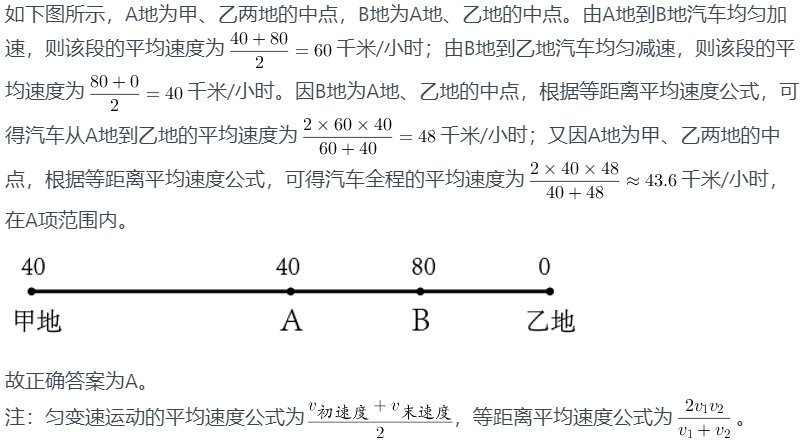 如下图所示，A地为甲、乙两地的中点，B地为A地、乙地的中点。由A地到B地汽车均匀加
速，则该段的平均速度为 \frac{40+80}{2}=60 千米/小时；由B地到乙地汽车均匀减速，则该段的平
均速度为 \frac{80+0}{2}=40 千米/小时。因B地为A地、乙地的中点，根据等距离平均速度公式，可
得汽车从A地到乙地的平均速度为 \frac{2×60×40}{60+40}=48 千米/小时；又因A地为甲、乙两地的中
点，根据等距离平均速度公式，可得汽车全程的平均速度为 \frac{2×40×48}{40+48}≈43.6 千米/小时，
在A项范围内。
40 40 80 0
甲地 A B 乙地
故正确答案为A。
注：匀变速运动的平均速度公式为 \frac{v初速度+v末速度}{2}，等距离平均速度公式为 \frac{2v_1v_2}{v_1+v_2}。